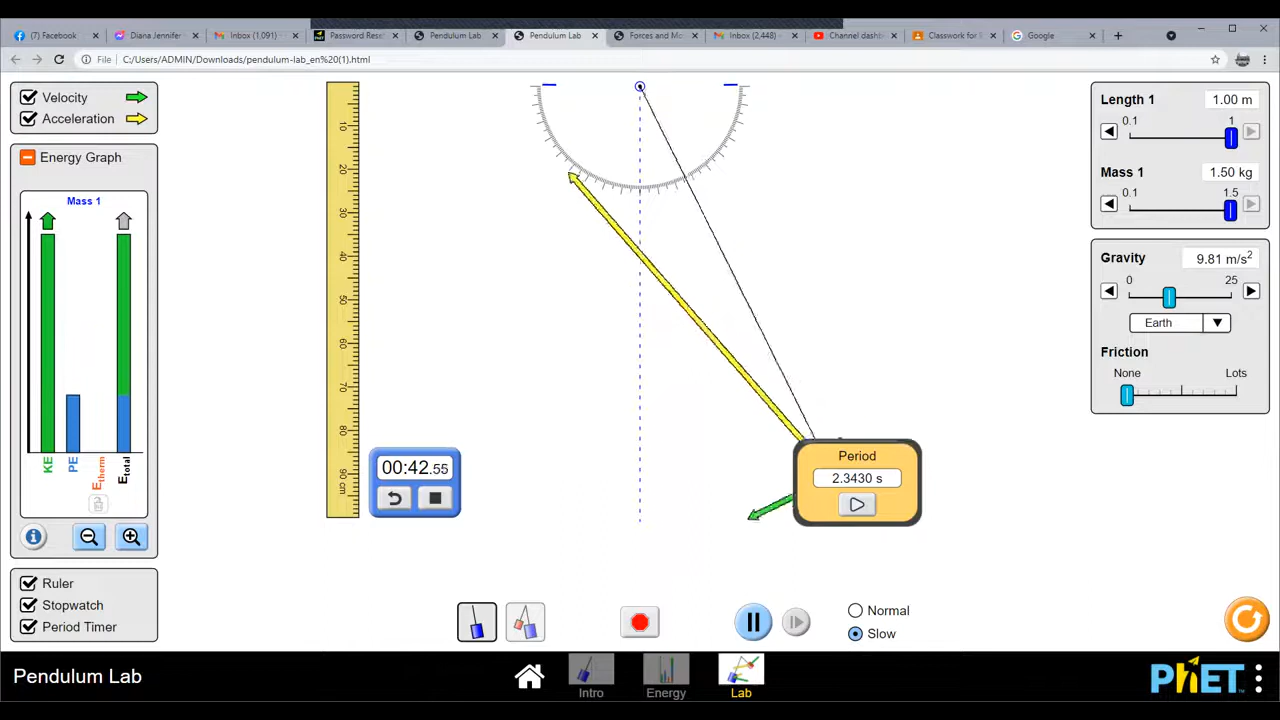 (7) Facebook
Diana Jennifer
Inbox (1,091)
Password Rese
Pendulum Lab
Pendulum Lab
Forces and Mo
Inbox (2,448)
Channel dashb
Classwork for
Google
File
C:/Users/ADMIN/Downloads/pendulum-lab_en%20(1).html
Velocity
Acceleration
Energy Graph
Mass 1
KE
PE
Etherm
Etotal
Ruler
Stopwatch
Period Timer
10
20
30
40
50
60
70
80
90 cm
00:42.55
Period
2.3430 s
Length 1
1.00 m
0.1
1
Mass 1
1.50 kg
0.1
1.5
Gravity
9.81 m/s²
0
25
Earth
Friction
None
Lots
Normal
Slow
Pendulum Lab
Intro
Energy
Lab
PhET